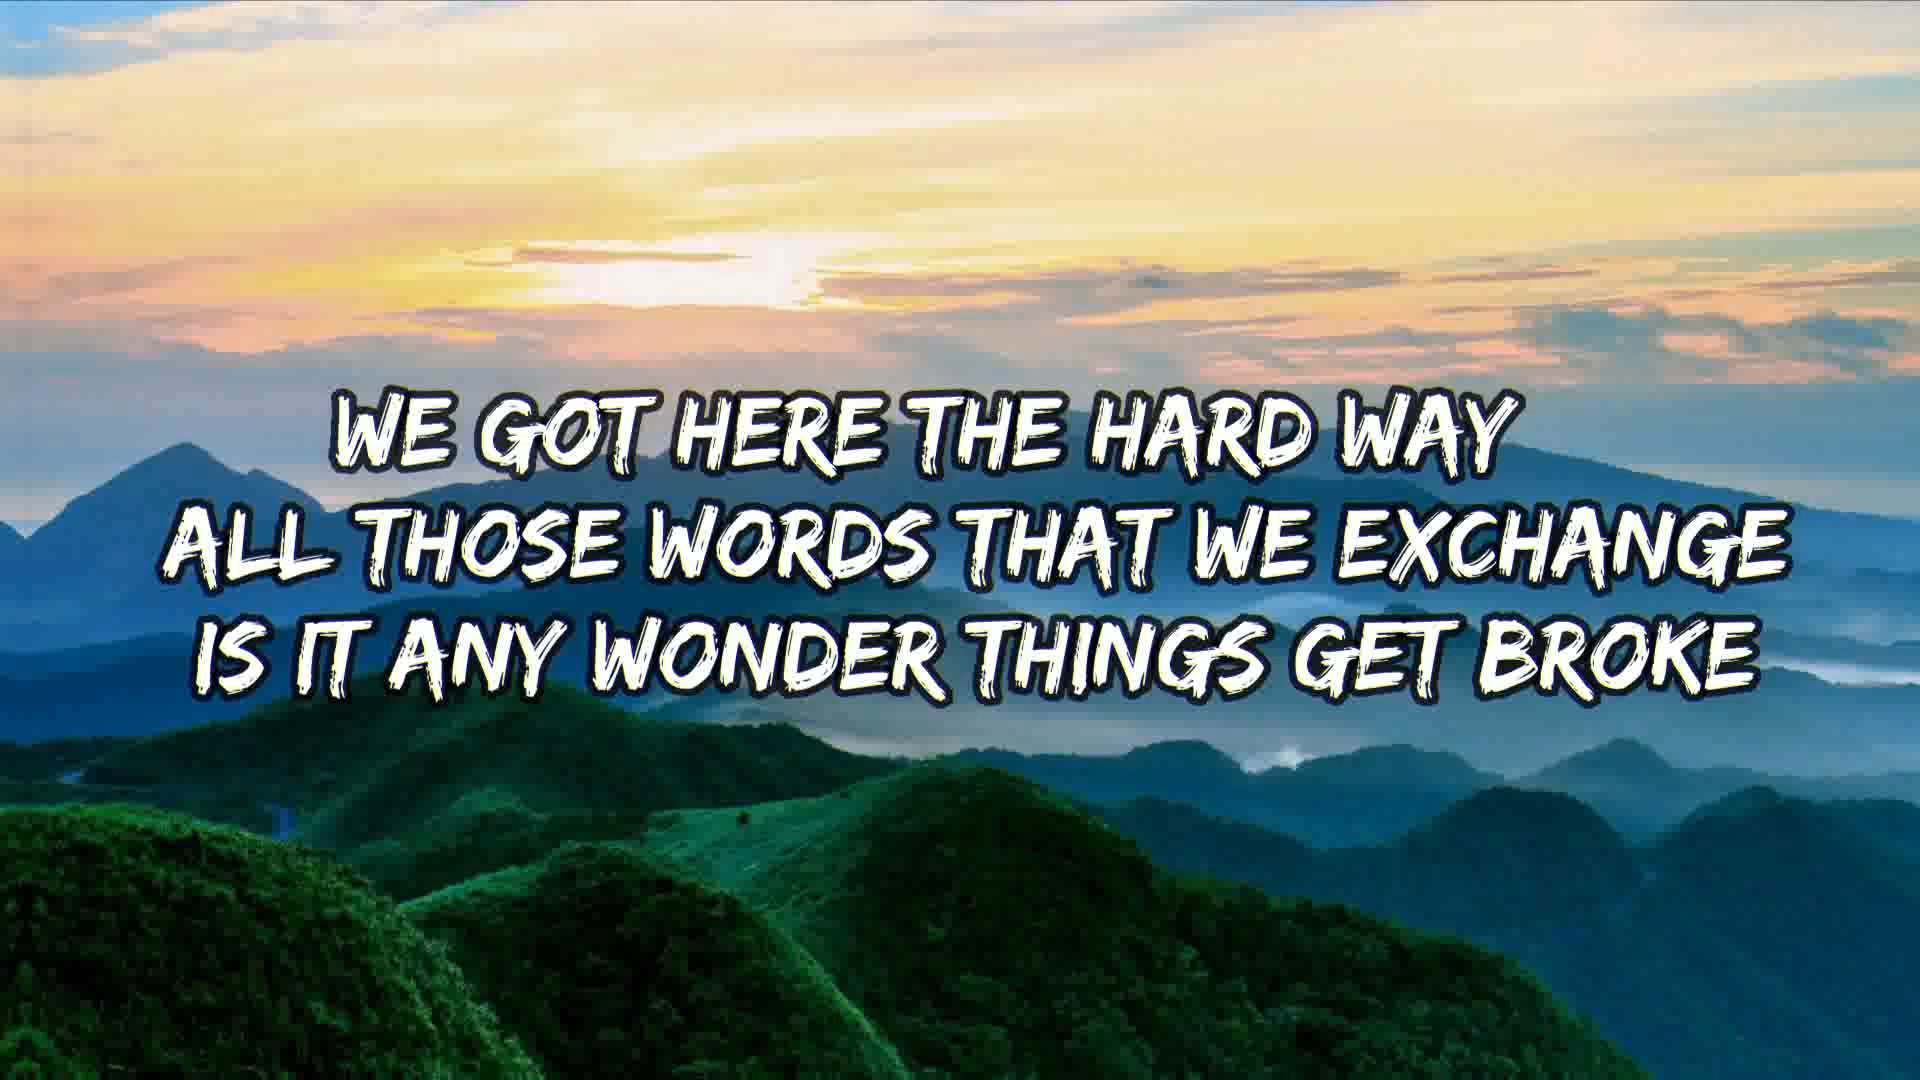 WE GOT HERE THE HARD WAY
ALL THOSE WORDS THAT WE EXCHANGE
IS IT ANY WONDER THINGS GET BROKE